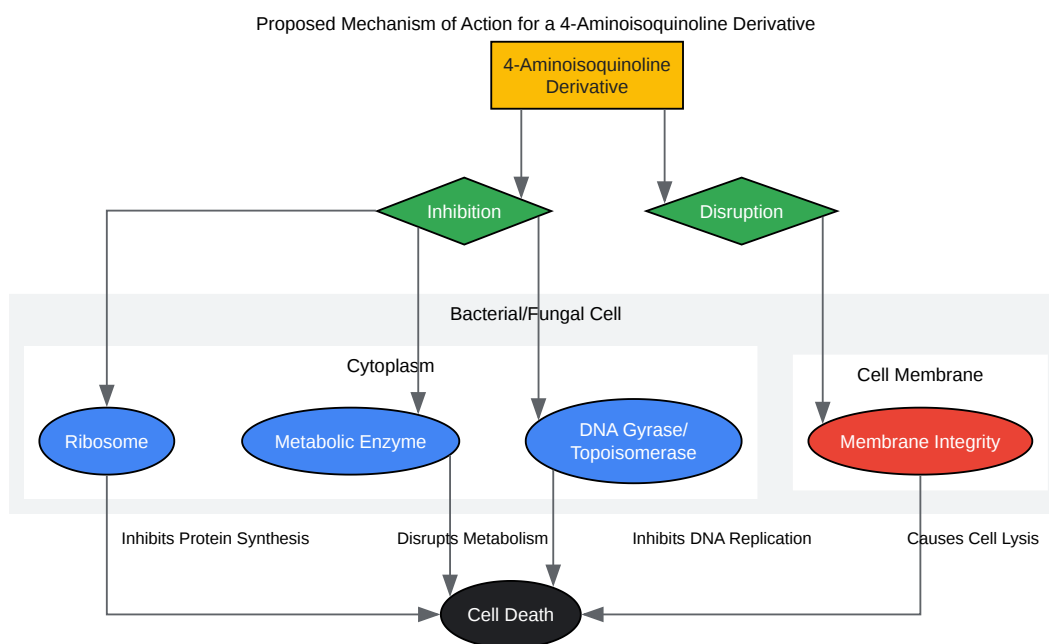 Proposed Mechanism of Action for a 4-Aminoisoquinoline Derivative
4-Aminoisoquinoline
Derivative
Inhibition
Disruption
Bacterial/Fungal Cell
Cytoplasm
Cell Membrane
Ribosome
Metabolic Enzyme
DNA Gyrase/
Topoisomerase
Membrane Integrity
Inhibits Protein Synthesis
Disrupts Metabolism
Inhibits DNA Replication
Causes Cell Lysis
Cell Death